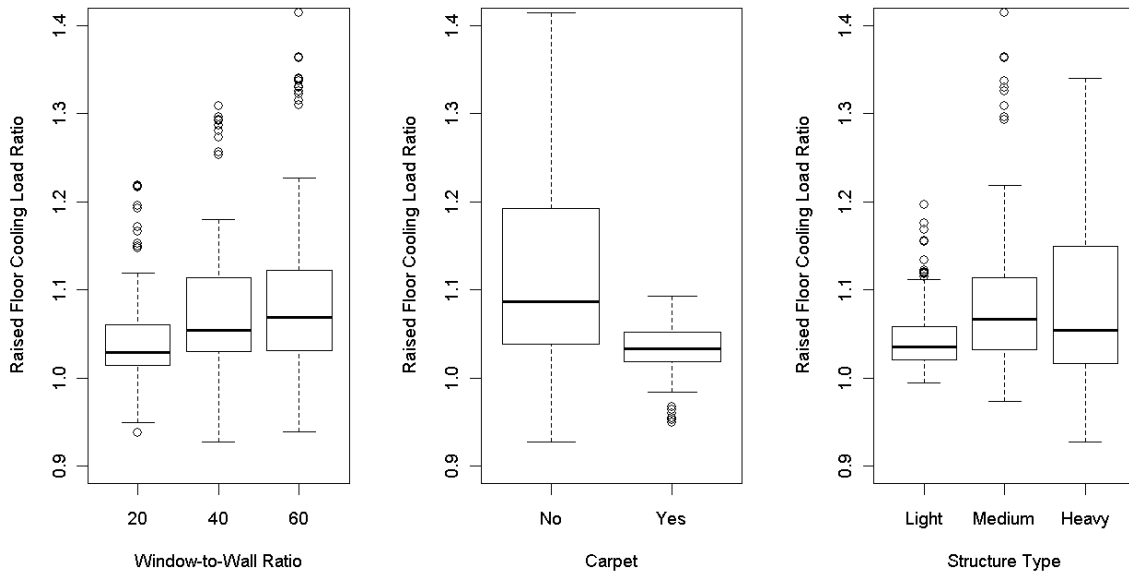 Raised Floor Cooling Load Ratio
1.4
1.3
1.2
1.1
1.0
0.9
20 40 60
Window-to-Wall Ratio
Raised Floor Cooling Load Ratio
1.4
1.3
1.2
1.1
1.0
0.9
No Yes
Carpet
Raised Floor Cooling Load Ratio
1.4
1.3
1.2
1.1
1.0
0.9
Light Medium Heavy
Structure Type